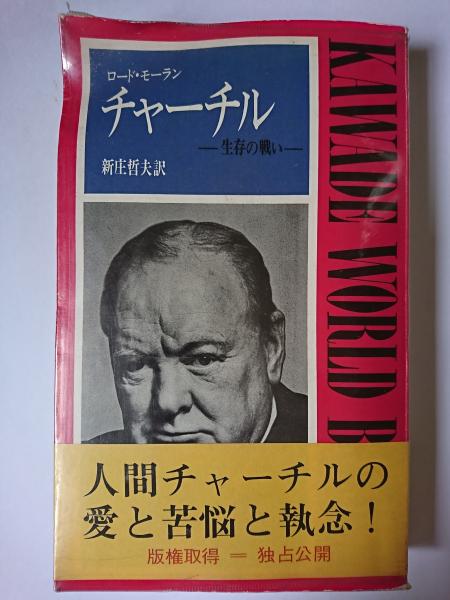 ロード・モーラン
チャーチル
―生存の戦い―
新庄哲夫訳
KAWADE WORLD B
人間チャーチルの
愛と苦悩と執念！
版権取得＝独占公開